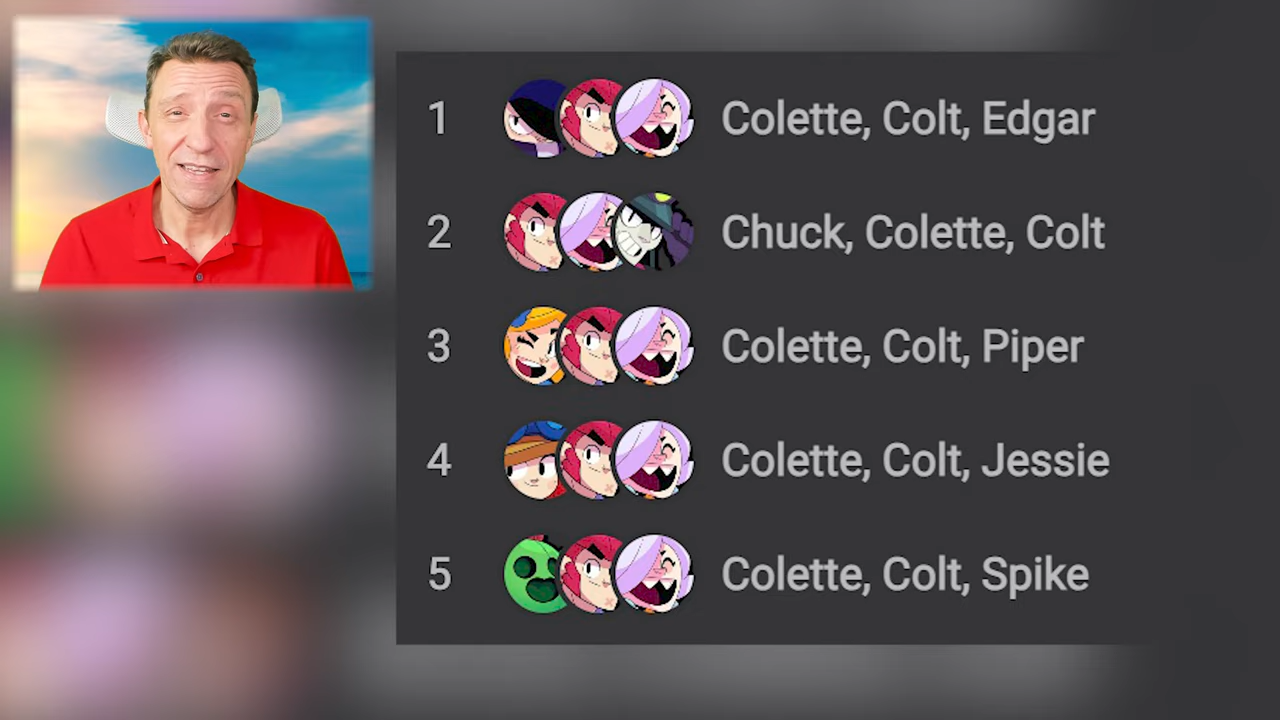 1 Colette, Colt, Edgar
2 Chuck, Colette, Colt
3 Colette, Colt, Piper
4 Colette, Colt, Jessie
5 Colette, Colt, Spike